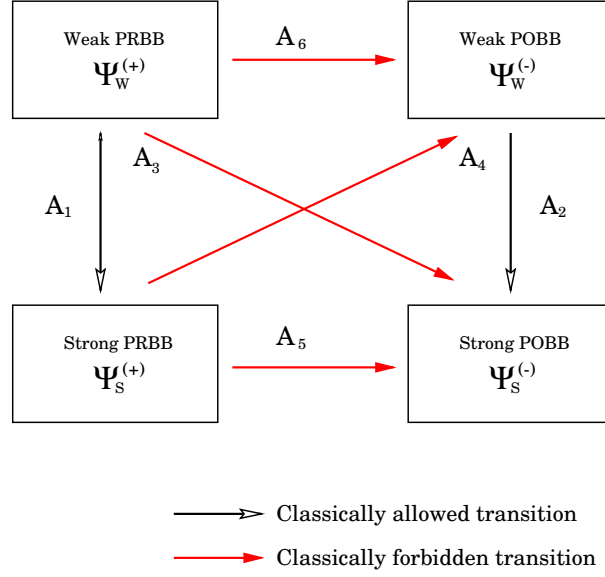 Weak PRBB
Ψ_W^(+)
A_6
Weak POBB
Ψ_W^(-)
A_1
A_3
A_4
A_2
Strong PRBB
Ψ_S^(+)
A_5
Strong POBB
Ψ_S^(-)
Classically allowed transition
Classically forbidden transition